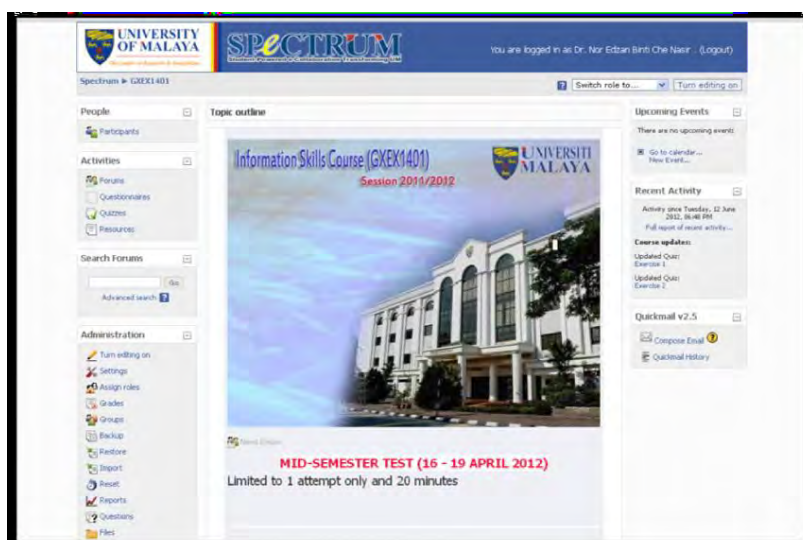 UNIVERSITY
OF MALAYA
SPeCTRUM
You are logged in as Dr. Nor Edzan Binti Che Nasir . (Logout)
Spectrum ► GXEX1401
Switch role to...
Turn editing on
People
Participants
Activities
Forums
Questionnaires
Quizzes
Resources
Search Forums
Go
Advanced search
Administration
Turn editing on
Settings
Assign roles
Grades
Groups
Backup
Restore
Import
Reset
Reports
Questions
Files
Topic outline
Information Skills Course (GXEX1401)
Session 2011/2012
UNIVERSITI
MALAYA
MID-SEMESTER TEST (16 - 19 APRIL 2012)
Limited to 1 attempt only and 20 minutes
Upcoming Events
There are no upcoming events
Go to calendar...
New Event...
Recent Activity
Activity since Tuesday, 12 June
2012, 06:40 PM
Full report of recent activity...
Course updates:
Updated Quiz:
Exercise 1
Updated Quiz:
Exercise 2
Quickmail v2.5
Compose Email
Quickmail History